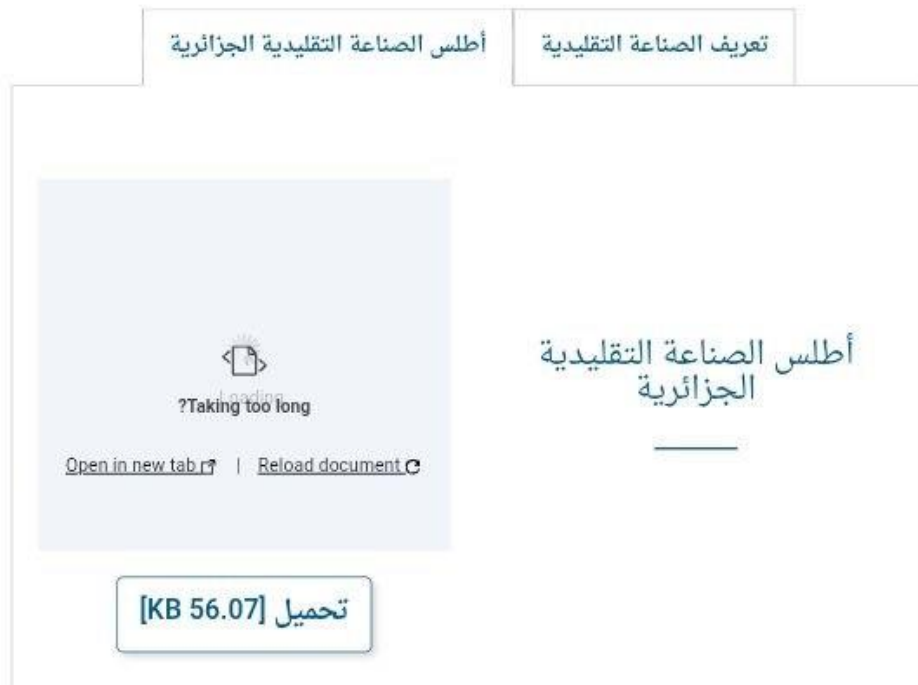 تعريف الصناعة التقليدية
أطلس الصناعة التقليدية الجزائرية
أطلس الصناعة التقليدية
الجزائرية
Loading
?Taking too long
Open in new tab | Reload document
تحميل [56.07 KB]